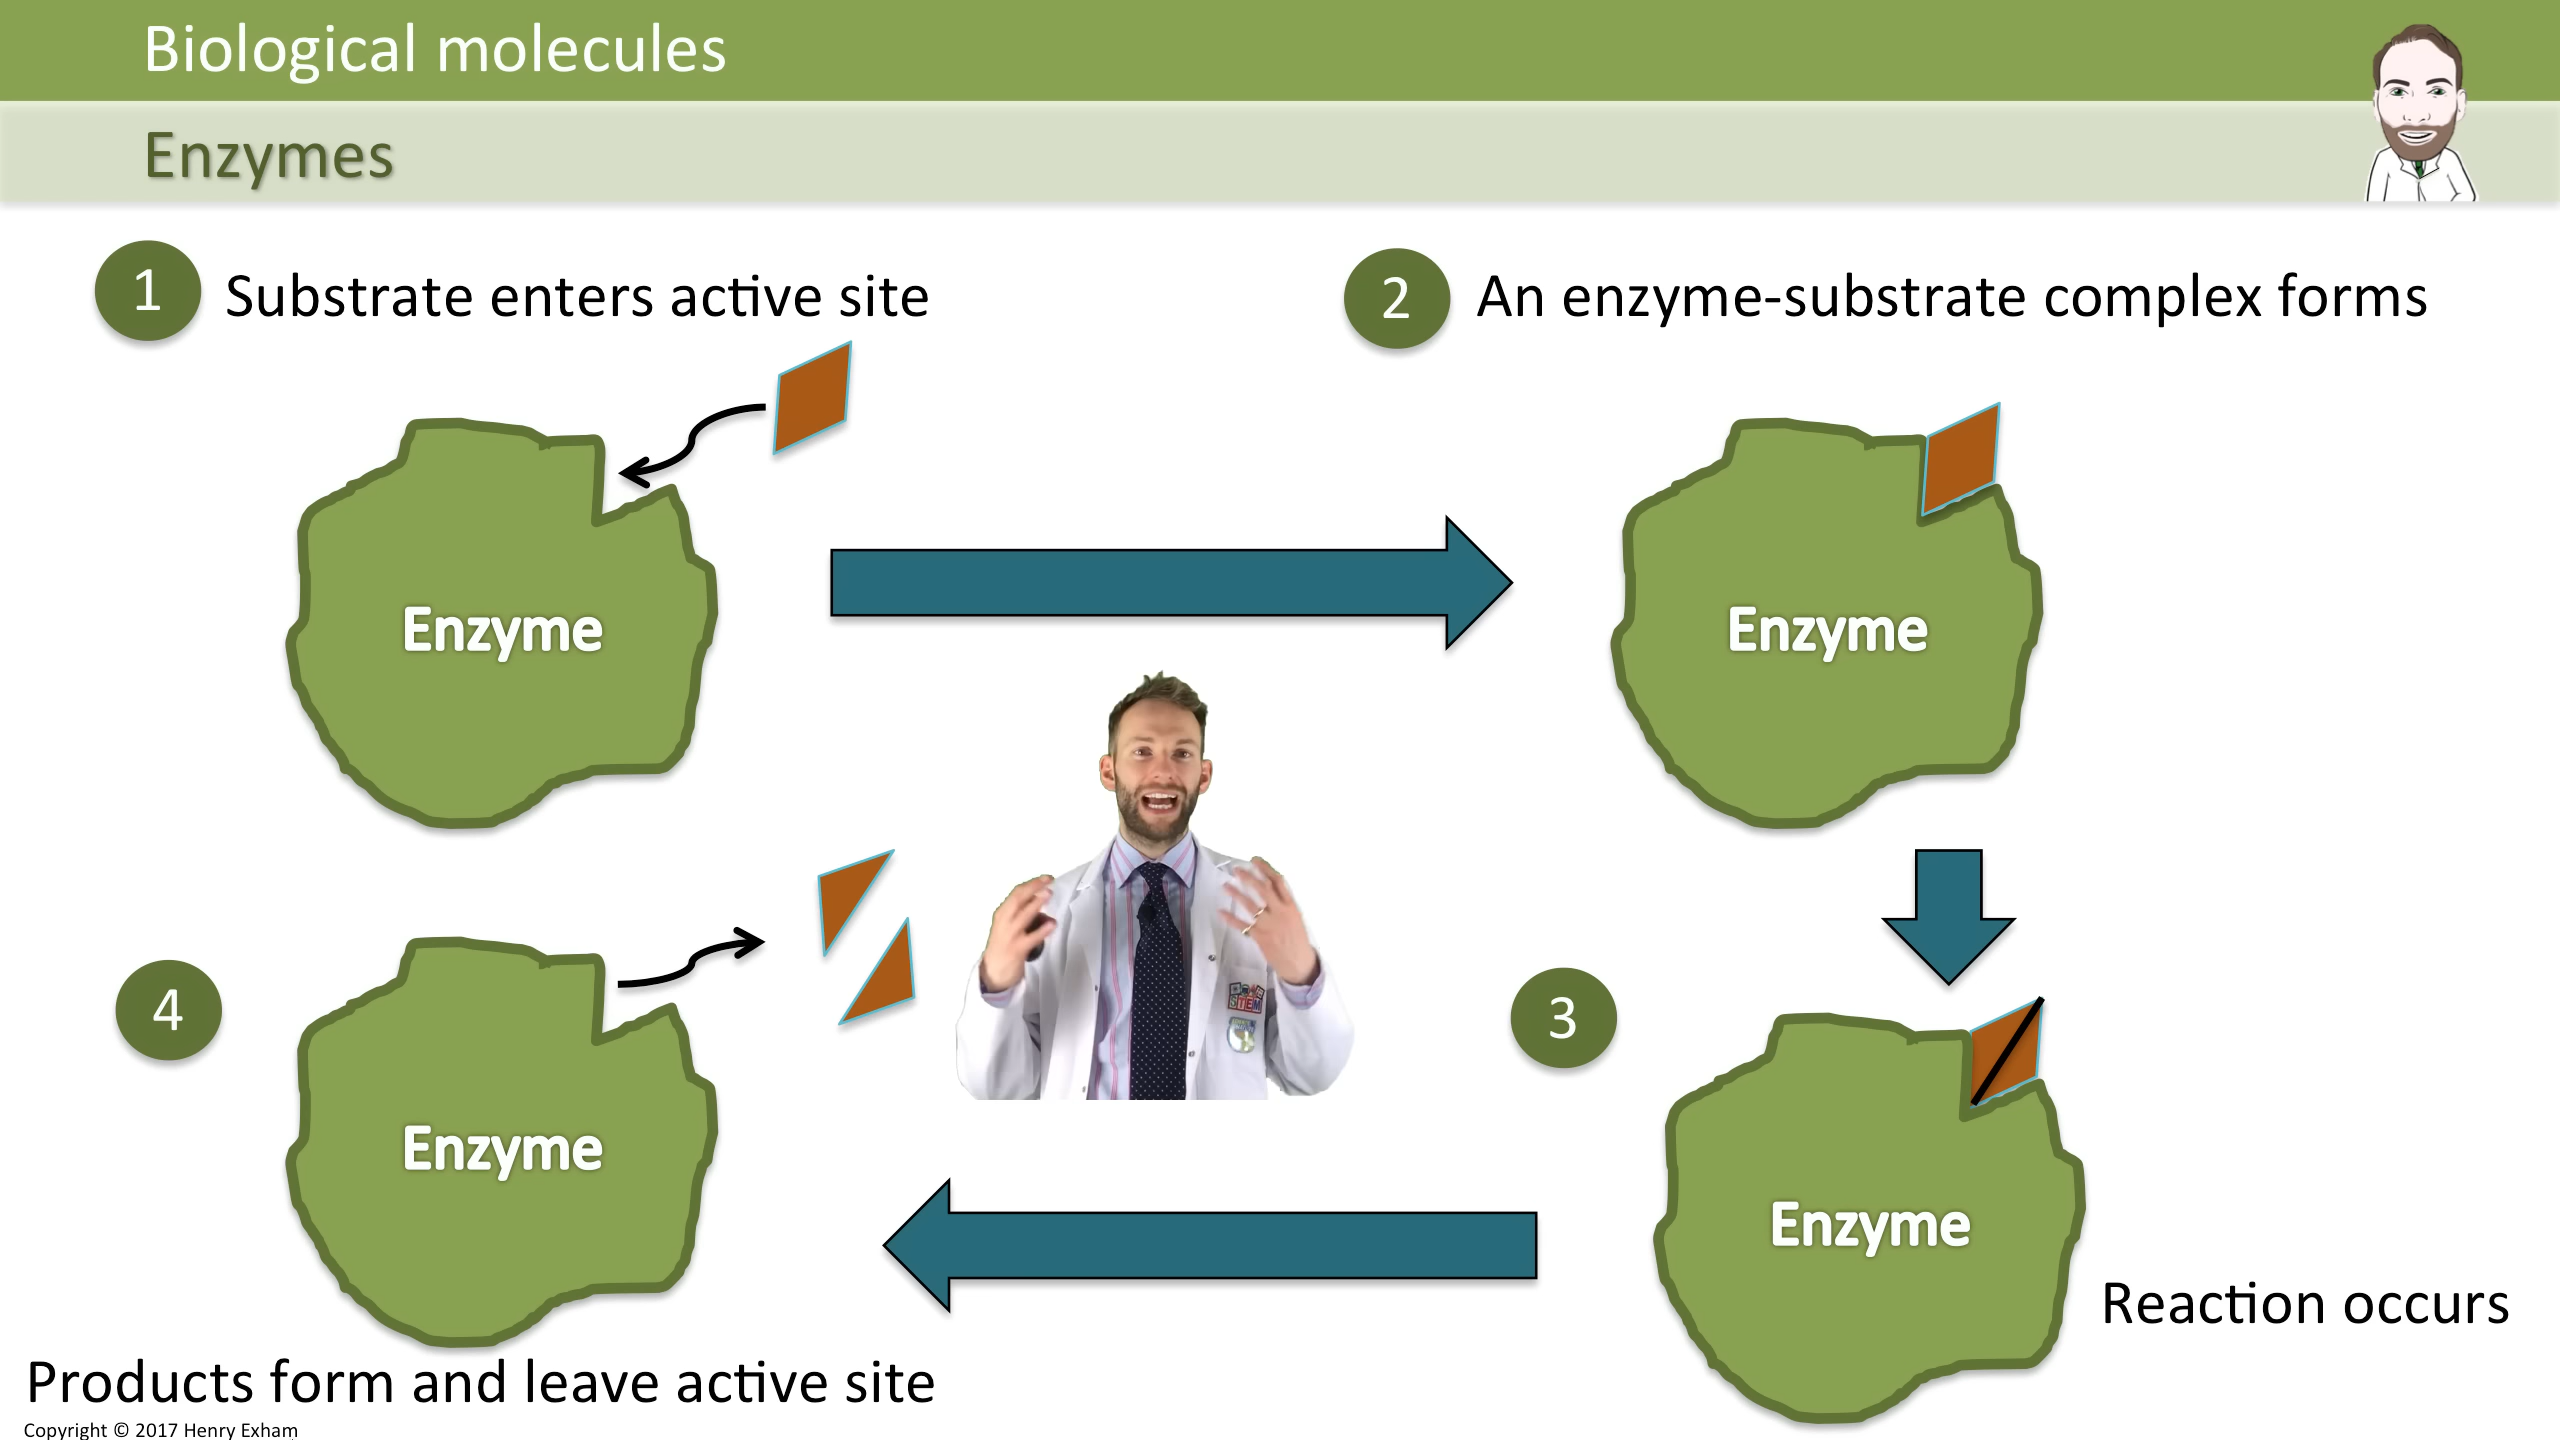 Biological molecules
Enzymes
1 Substrate enters active site
2 An enzyme-substrate complex forms
Enzyme
Enzyme
STEM
4
3
Enzyme
Enzyme
Reaction occurs
Products form and leave active site
Copyright © 2017 Henry Exham